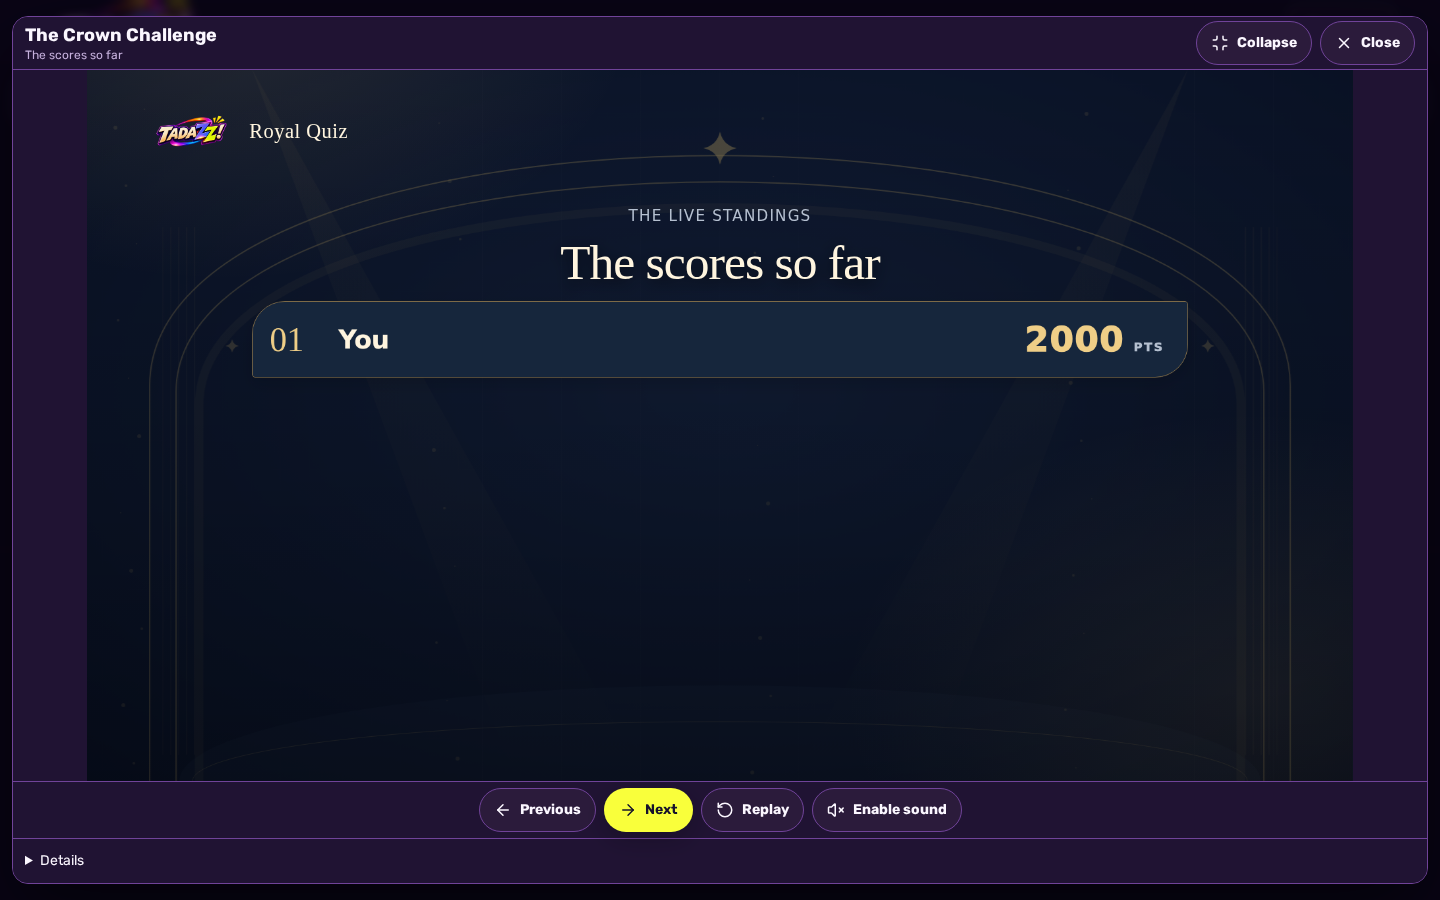 The Crown Challenge
The scores so far
Collapse
Close
TADAZZ!
Royal Quiz
THE LIVE STANDINGS
The scores so far
01 You 2000 PTS
Previous
Next
Replay
Enable sound
Details